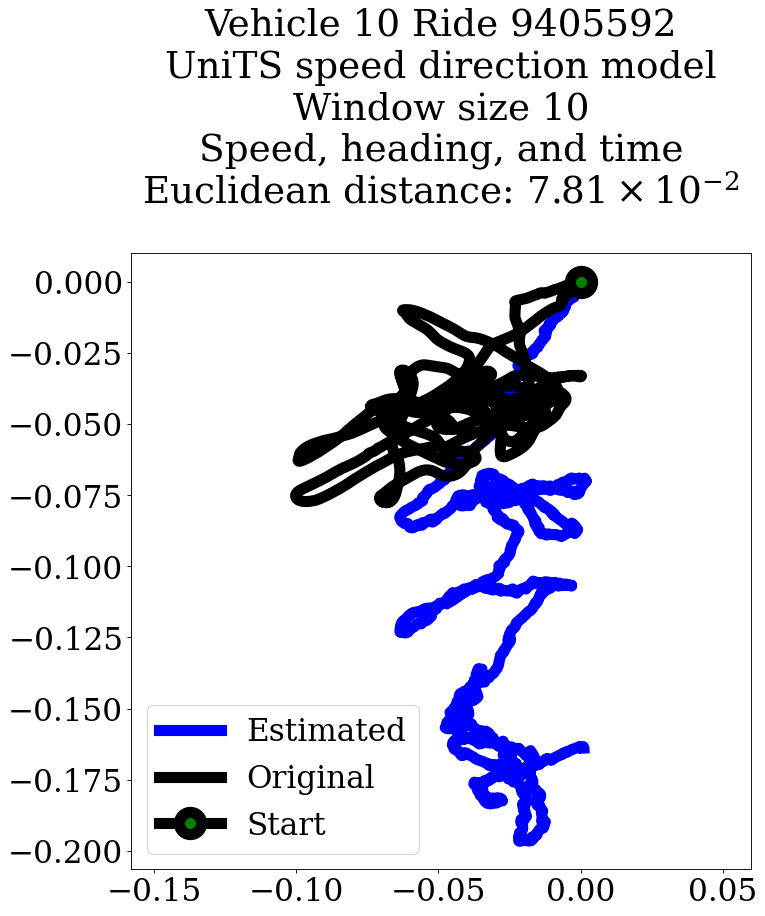 Vehicle 10 Ride 9405592
UniTS speed direction model
Window size 10
Speed, heading, and time
Euclidean distance: 7.81 × 10⁻²
0.000
−0.025
−0.050
−0.075
−0.100
−0.125
−0.150
−0.175
−0.200
Estimated
Original
Start
−0.15
−0.10
−0.05
0.00
0.05